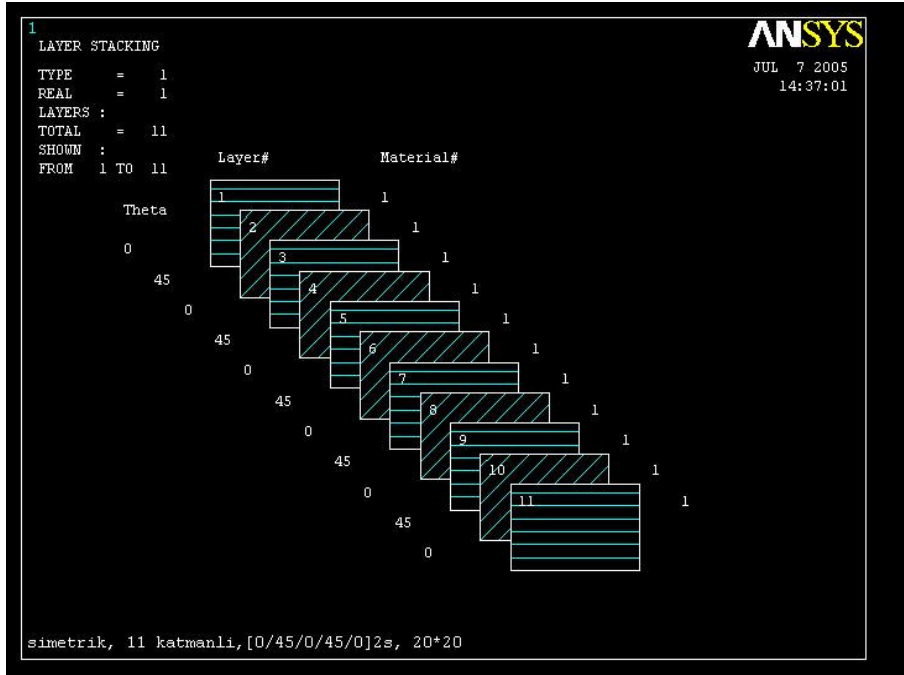 1
LAYER STACKING
ANSYS
JUL 7 2005
14:37:01
TYPE = 1
REAL = 1
LAYERS :
TOTAL = 11
SHOWN :
FROM 1 TO 11
Layer# Material#
Theta
1 1
0
2 1
45
3 1
0
4 1
45
5 1
0
6 1
45
7 1
0
8 1
45
9 1
0
10 1
45
11 1
0
simetrik, 11 katmanli,[0/45/0/45/0]2s, 20*20